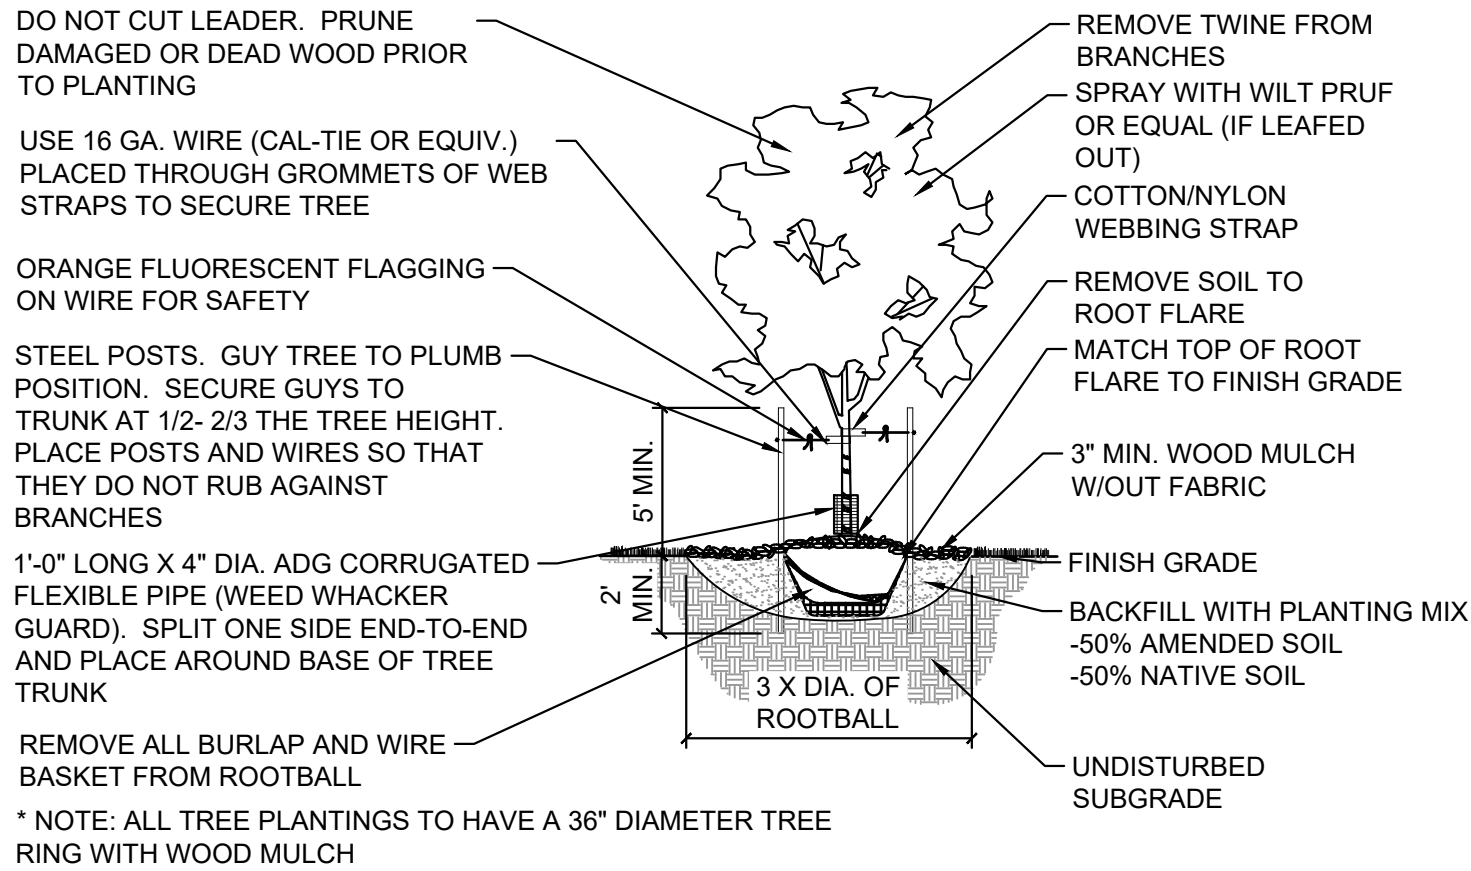 DO NOT CUT LEADER.  PRUNE
DAMAGED OR DEAD WOOD PRIOR
TO PLANTING
USE 16 GA. WIRE (CAL-TIE OR EQUIV.)
PLACED THROUGH GROMMETS OF WEB
STRAPS TO SECURE TREE
ORANGE FLUORESCENT FLAGGING
ON WIRE FOR SAFETY
STEEL POSTS.  GUY TREE TO PLUMB
POSITION.  SECURE GUYS TO
TRUNK AT 1/2- 2/3 THE TREE HEIGHT.
PLACE POSTS AND WIRES SO THAT
THEY DO NOT RUB AGAINST
BRANCHES
1'-0" LONG X 4" DIA. ADG CORRUGATED
FLEXIBLE PIPE (WEED WHACKER
GUARD).  SPLIT ONE SIDE END-TO-END
AND PLACE AROUND BASE OF TREE
TRUNK
REMOVE ALL BURLAP AND WIRE
BASKET FROM ROOTBALL
5' MIN.
2'
MIN.
3 X DIA. OF
ROOTBALL
REMOVE TWINE FROM
BRANCHES
SPRAY WITH WILT PRUF
OR EQUAL (IF LEAFED
OUT)
COTTON/NYLON
WEBBING STRAP
REMOVE SOIL TO
ROOT FLARE
MATCH TOP OF ROOT
FLARE TO FINISH GRADE
3" MIN. WOOD MULCH
W/OUT FABRIC
FINISH GRADE
BACKFILL WITH PLANTING MIX
-50% AMENDED SOIL
-50% NATIVE SOIL
UNDISTURBED
SUBGRADE
* NOTE: ALL TREE PLANTINGS TO HAVE A 36" DIAMETER TREE
RING WITH WOOD MULCH